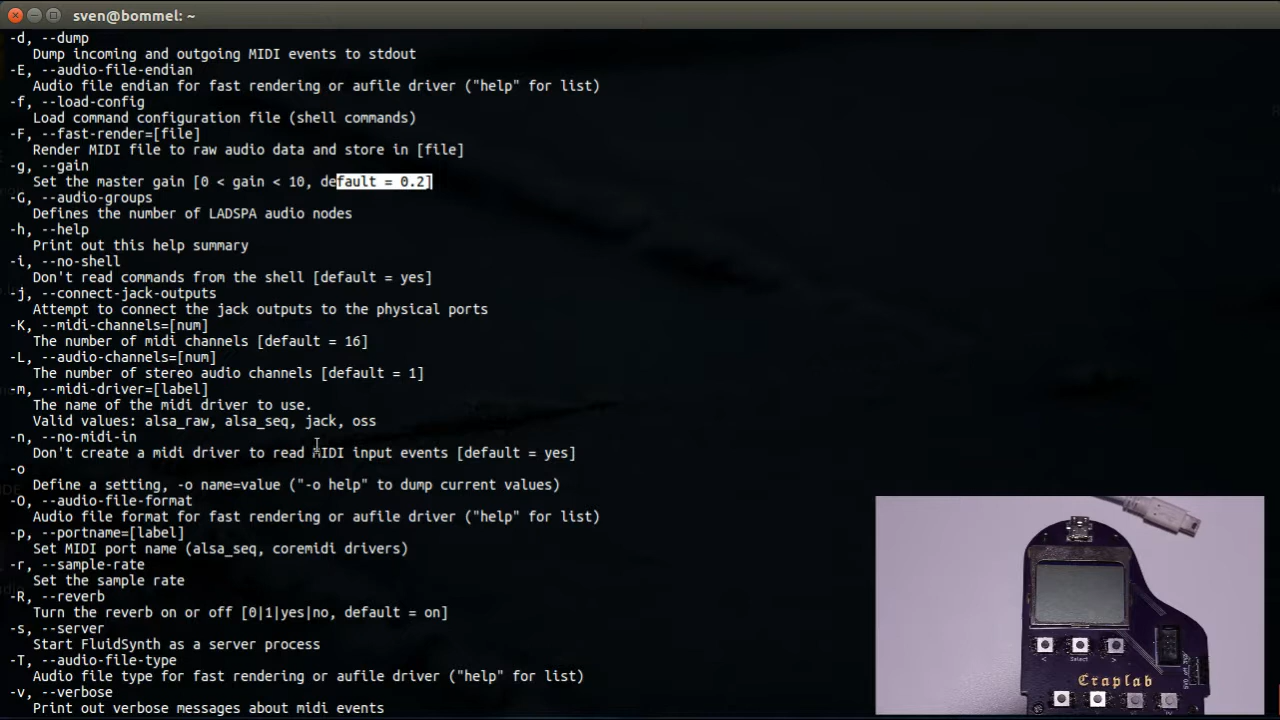 sven@bommel: ~
-d, --dump
Dump incoming and outgoing MIDI events to stdout
-E, --audio-file-endian
Audio file endian for fast rendering or aufile driver ("help" for list)
-f, --load-config
Load command configuration file (shell commands)
-F, --fast-render=[file]
Render MIDI file to raw audio data and store in [file]
-g, --gain
Set the master gain [0 < gain < 10, default = 0.2]
-G, --audio-groups
Defines the number of LADSPA audio nodes
-h, --help
Print out this help summary
-i, --no-shell
Don't read commands from the shell [default = yes]
-j, --connect-jack-outputs
Attempt to connect the jack outputs to the physical ports
-K, --midi-channels=[num]
The number of midi channels [default = 16]
-L, --audio-channels=[num]
The number of stereo audio channels [default = 1]
-m, --midi-driver=[label]
The name of the midi driver to use.
Valid values: alsa_raw, alsa_seq, jack, oss
-n, --no-midi-in
Don't create a midi driver to read MIDI input events [default = yes]
-o
Define a setting, -o name=value ("-o help" to dump current values)
-O, --audio-file-format
Audio file format for fast rendering or aufile driver ("help" for list)
-p, --portname=[label]
Set MIDI port name (alsa_seq, coremidi drivers)
-r, --sample-rate
Set the sample rate
-R, --reverb
Turn the reverb on or off [0|1|yes|no, default = on]
-s, --server
Start FluidSynth as a server process
-T, --audio-file-type
Audio file type for fast rendering or aufile driver ("help" for list)
-v, --verbose
Print out verbose messages about midi events
< Select >
Craplab